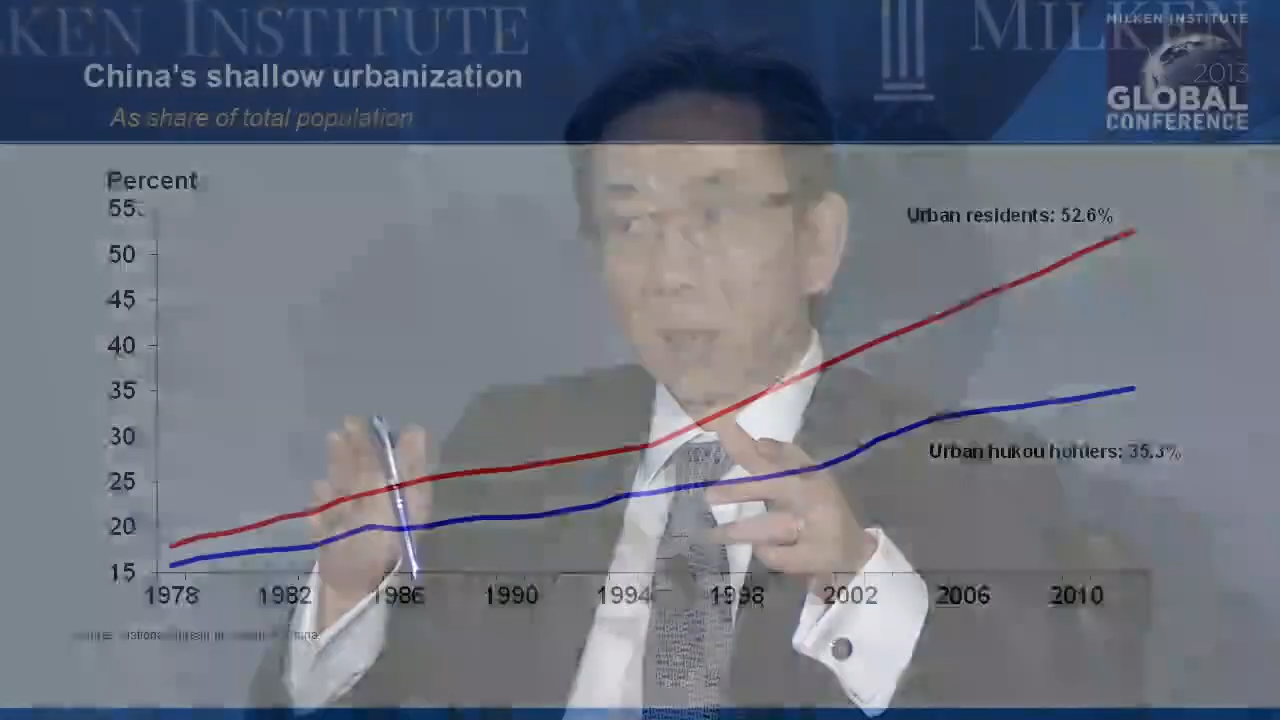 KEN INSTITUTE
MILKEN
MILKEN INSTITUTE
2013
GLOBAL
CONFERENCE
China's shallow urbanization
As share of total population
Percent
55
50
45
40
35
30
25
20
15
Urban residents: 52.6%
Urban hukou holders: 35.3%
1978 1982 1986 1990 1994 1998 2002 2006 2010